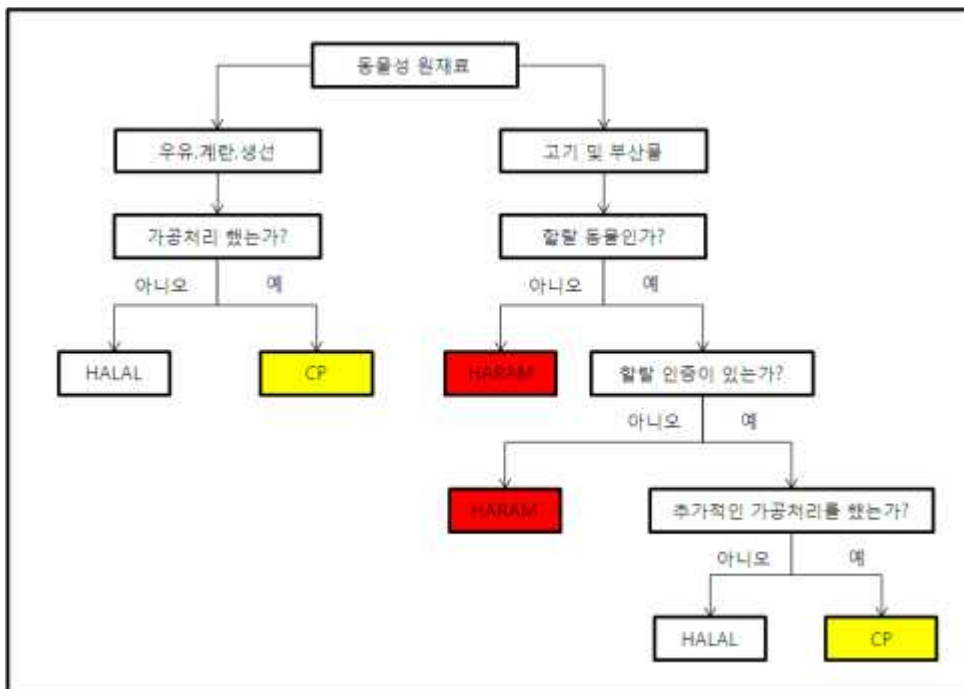 동물성 원재료
우유,계란,생선
고기 및 부산물
가공처리 했는가?
할랄 동물인가?
아니오 예
아니오 예
HALAL
CP
HARAM
할랄 인증이 있는가?
아니오 예
HARAM
추가적인 가공처리를 했는가?
아니오 예
HALAL
CP